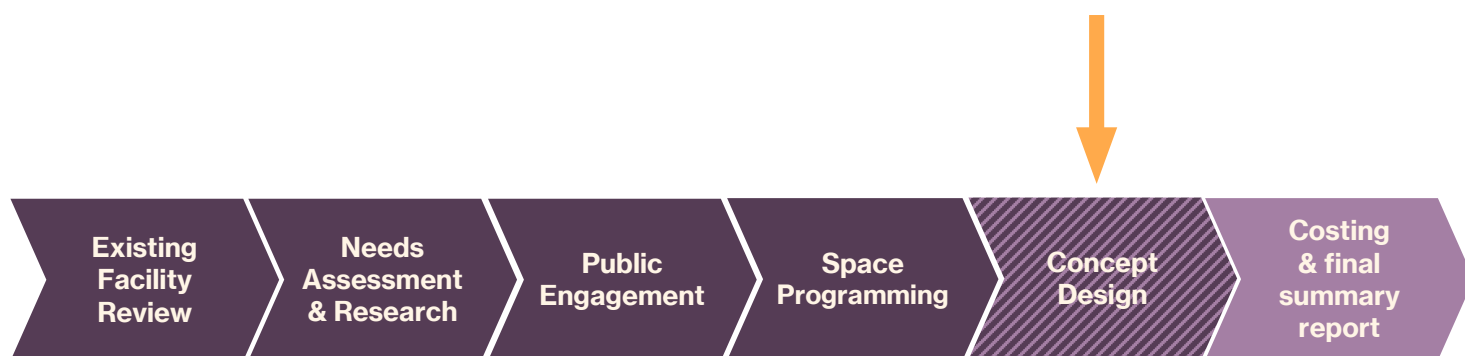 Existing
Facility
Review
Needs
Assessment
& Research
Public
Engagement
Space
Programming
Concept
Design
Costing
& final
summary
report